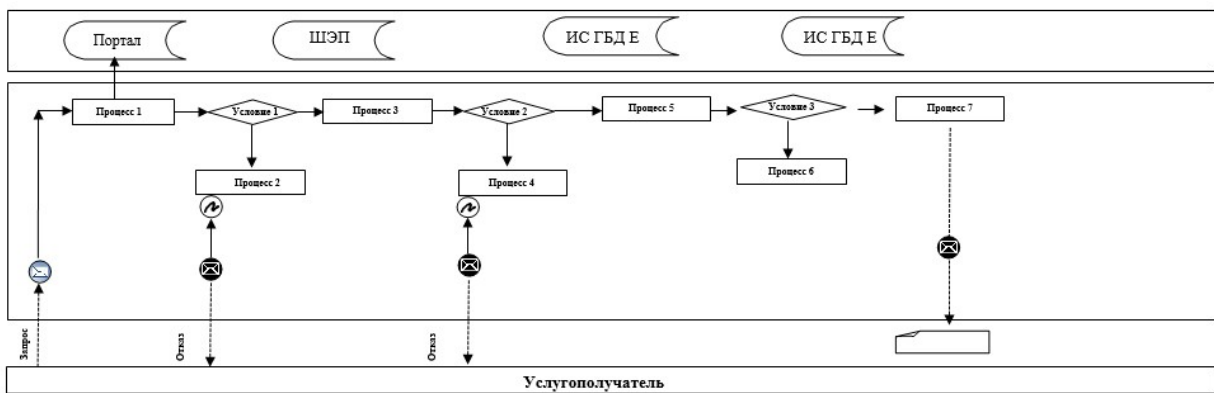 Портал
ШЭП
ИС ГБД Е
ИС ГБД Е
Процесс 1
Условие 1
Процесс 3
Условие 2
Процесс 5
Условие 3
Процесс 7
Процесс 2
Процесс 4
Процесс 6
Запрос
Отказ
Отказ
Услугополучатель